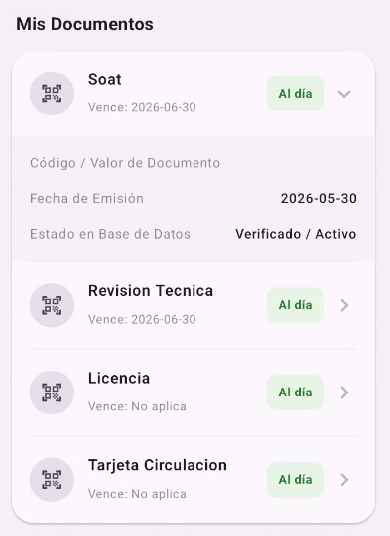 Mis Documentos
Soat
Vence: 2026-06-30
Al día
Código / Valor de Documento
Fecha de Emisión 2026-05-30
Estado en Base de Datos Verificado / Activo
Revision Tecnica
Vence: 2026-06-30
Al día
Licencia
Vence: No aplica
Al día
Tarjeta Circulacion
Vence: No aplica
Al día